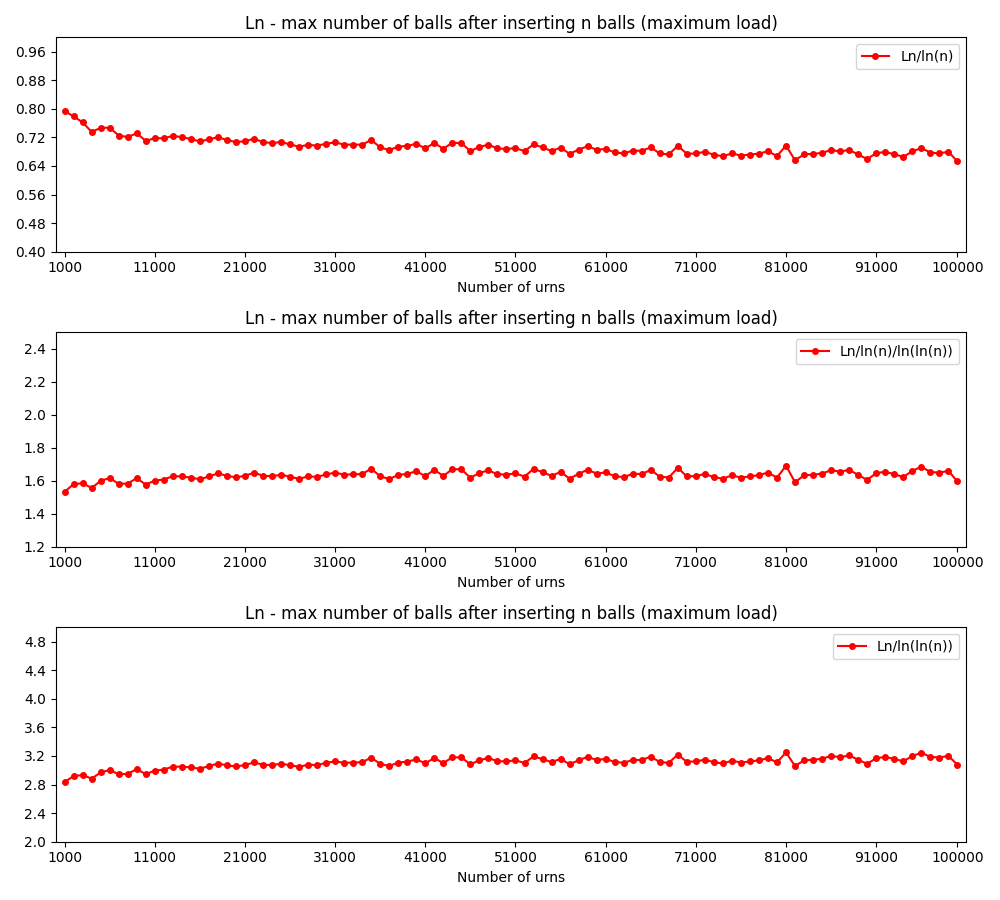 Ln - max number of balls after inserting n balls (maximum load)
Ln/ln(n)
0.96
0.88
0.80
0.72
0.64
0.56
0.48
0.40
1000 11000 21000 31000 41000 51000 61000 71000 81000 91000 100000
Number of urns
Ln - max number of balls after inserting n balls (maximum load)
Ln/ln(n)/ln(ln(n))
2.4
2.2
2.0
1.8
1.6
1.4
1.2
1000 11000 21000 31000 41000 51000 61000 71000 81000 91000 100000
Number of urns
Ln - max number of balls after inserting n balls (maximum load)
Ln/ln(ln(n))
4.8
4.4
4.0
3.6
3.2
2.8
2.4
2.0
1000 11000 21000 31000 41000 51000 61000 71000 81000 91000 100000
Number of urns